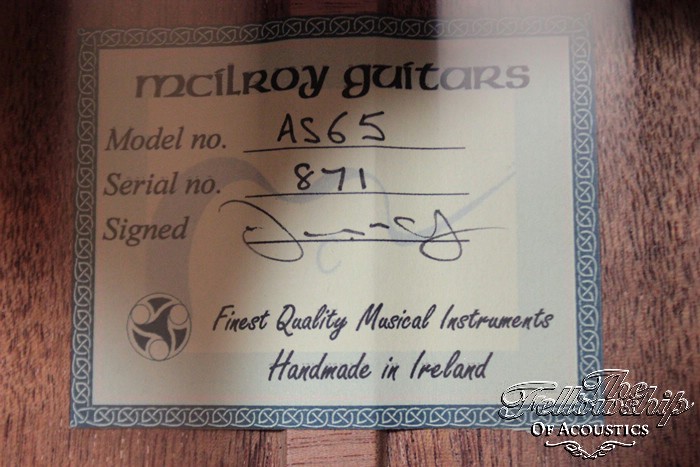 mcilroy guitars
Model no. AS65
Serial no. 871
Signed
Finest Quality Musical Instruments
Handmade in Ireland
The
Fellowship
OF ACOUSTICS